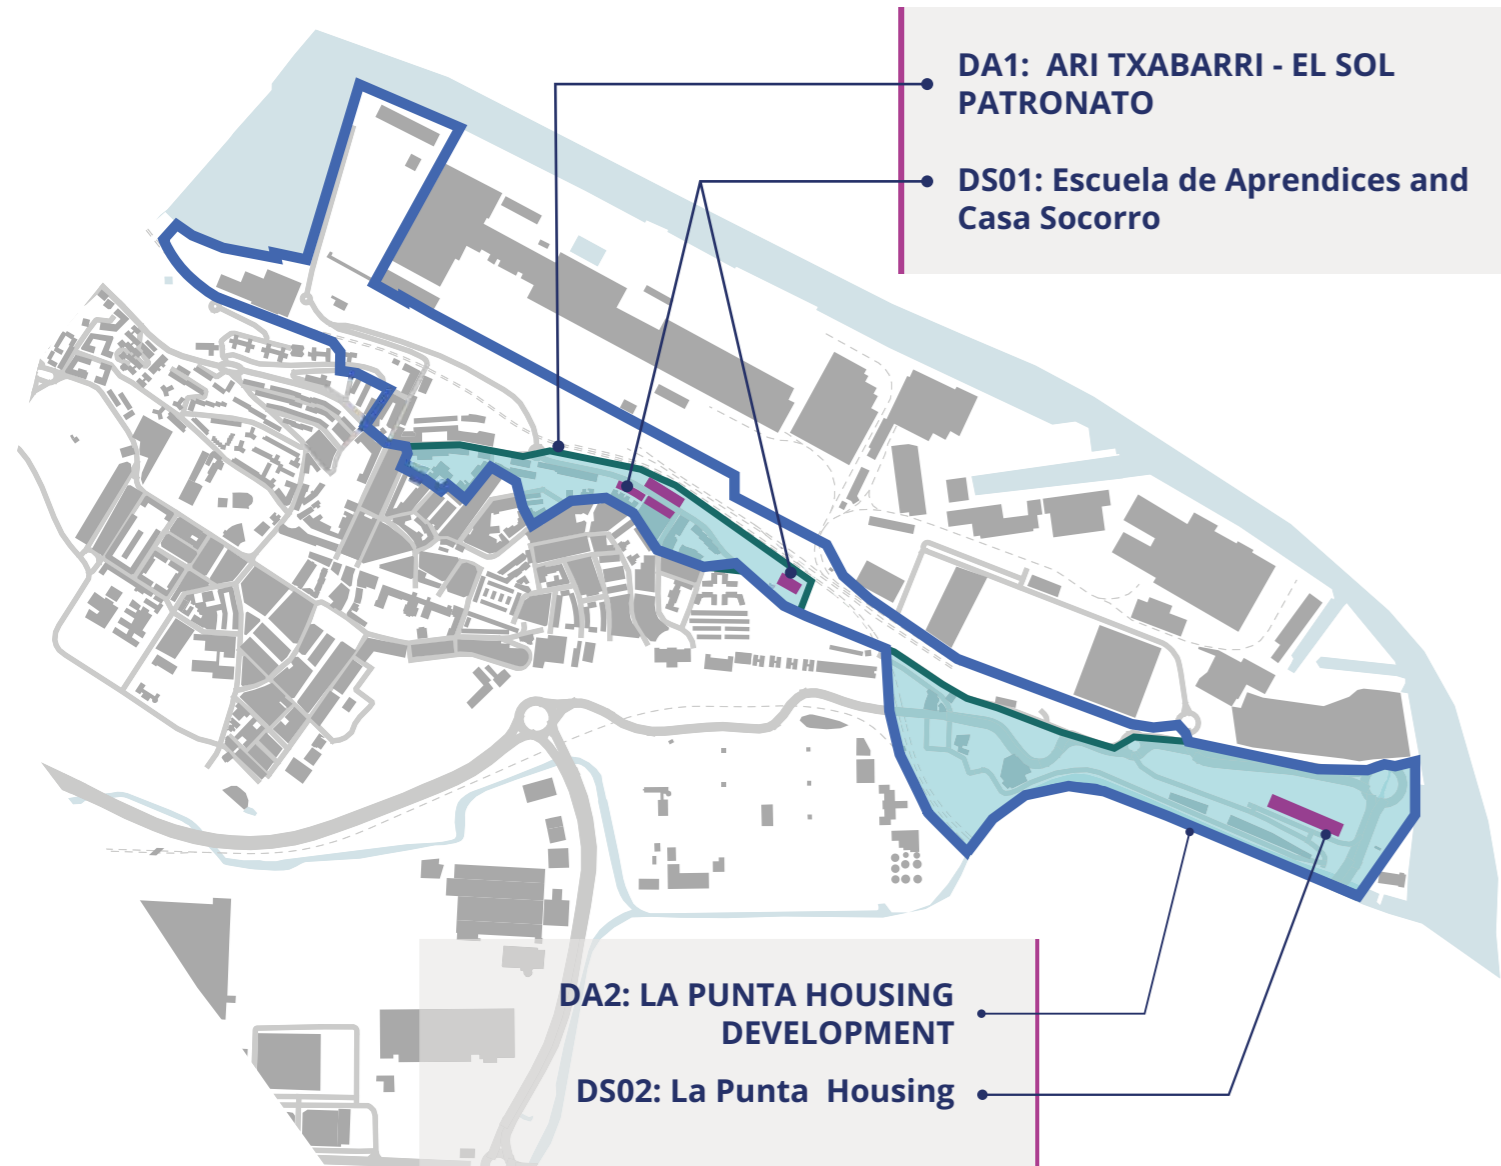 DA1: ARI TXABARRI - EL SOL
PATRONATO
DS01: Escuela de Aprendices and
Casa Socorro
DA2: LA PUNTA HOUSING
DEVELOPMENT
DS02: La Punta Housing